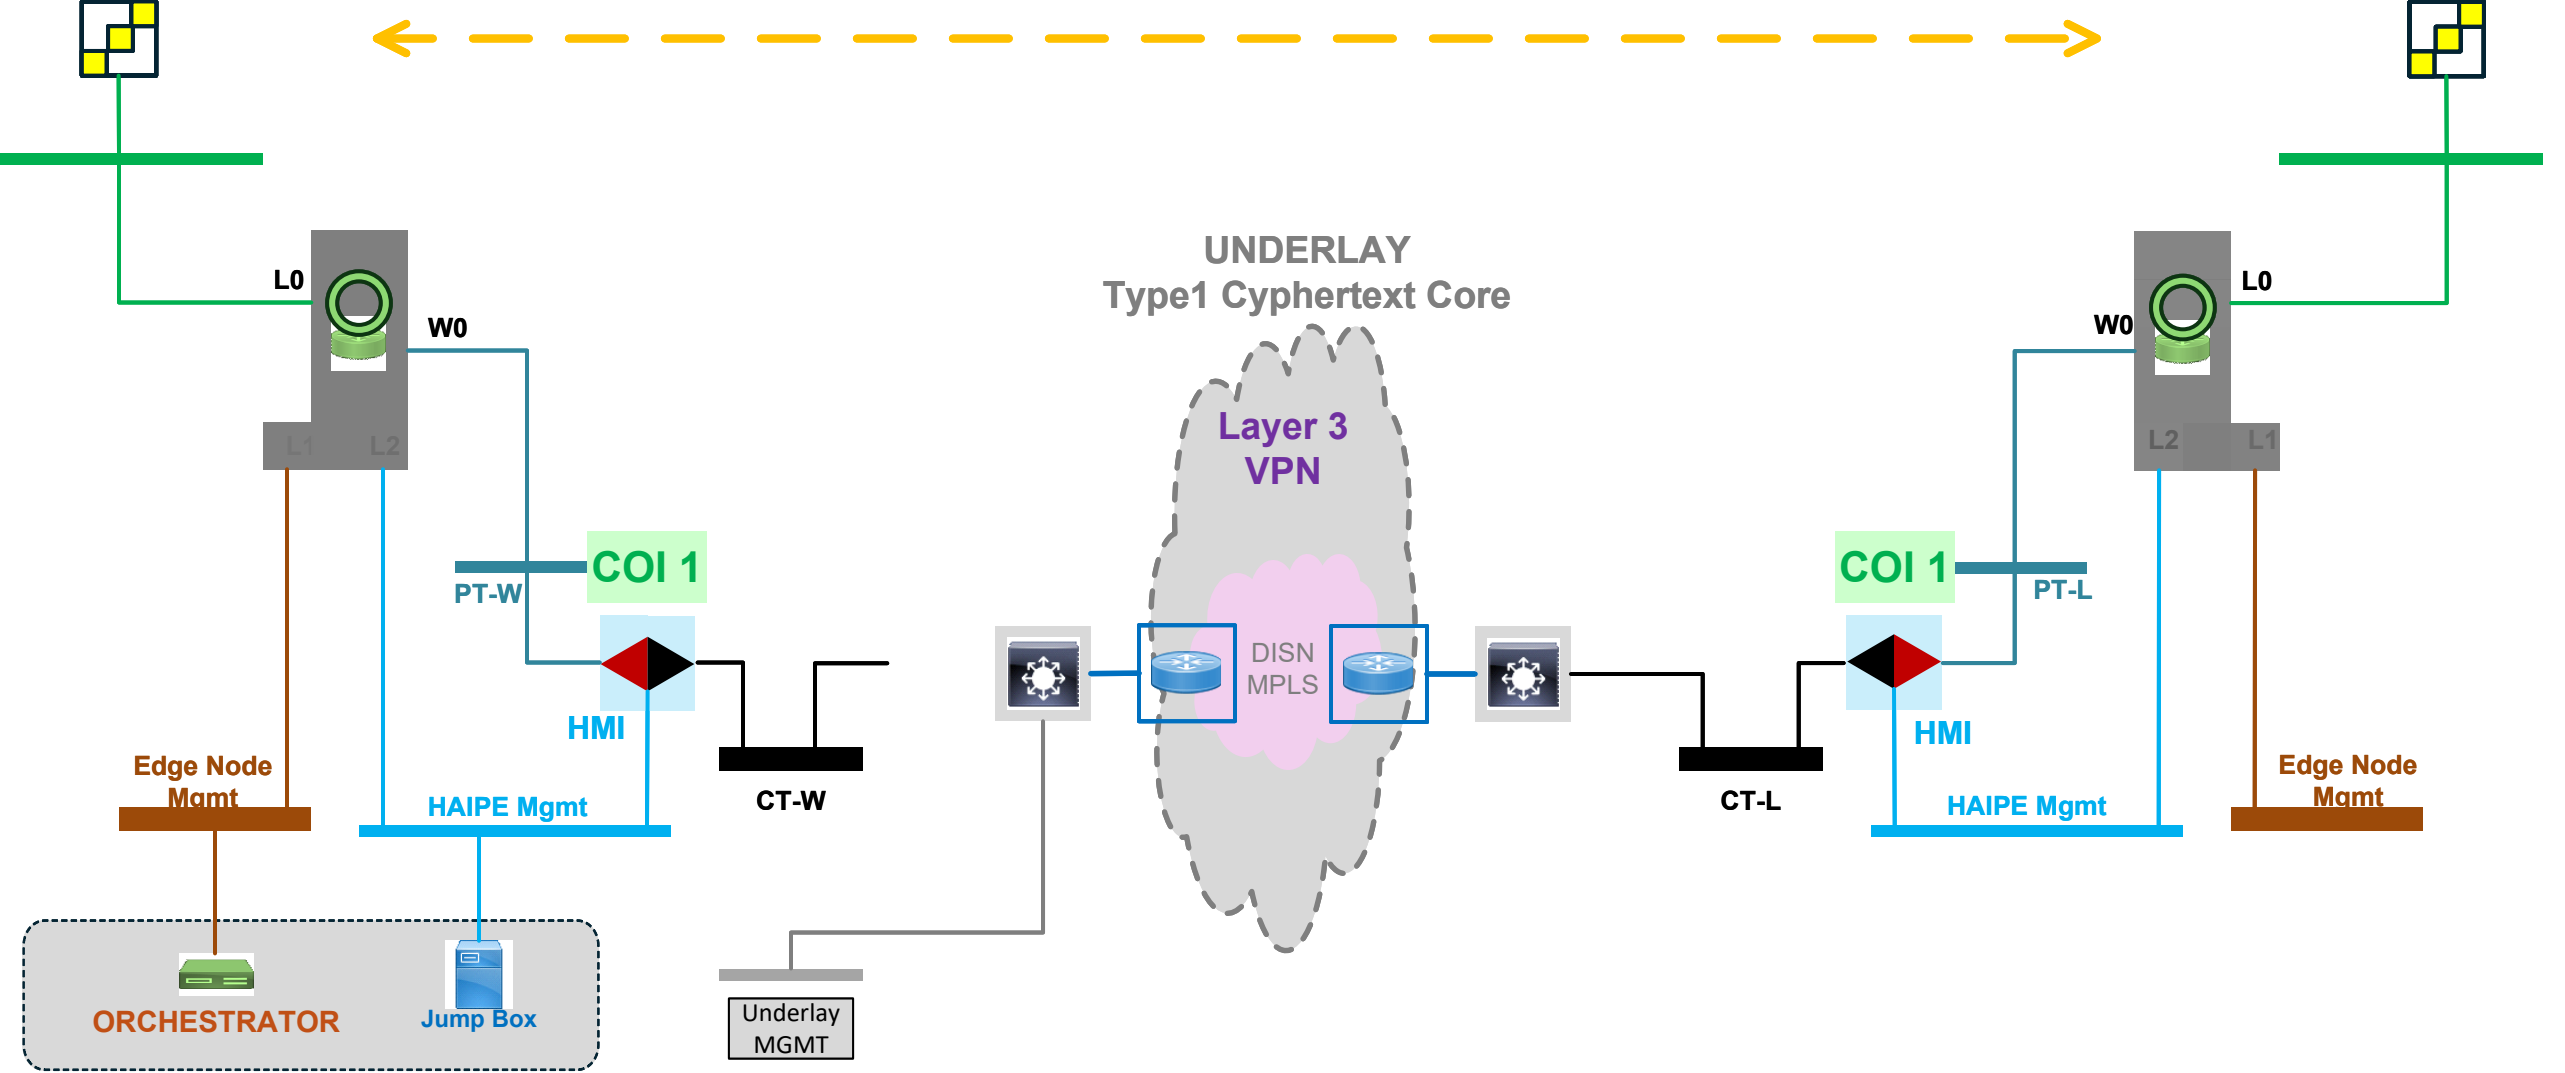 UNDERLAY
Type1 Cyphertext Core
L0
L0
W0
W0
Layer 3
VPN
L1
L2
L2
L1
COI 1
COI 1
PT-W
PT-L
DISN
MPLS
HMI
HMI
Edge Node
Mgmt
Edge Node
Mgmt
HAIPE Mgmt
CT-W
CT-L
HAIPE Mgmt
ORCHESTRATOR
Jump Box
Underlay
MGMT